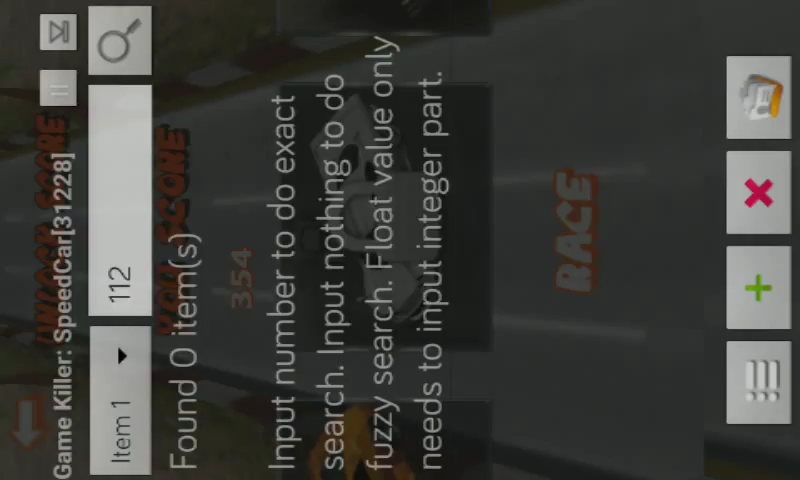 Game Killer: SpeedCar[31228]
Item 1
112
Found 0 item(s)
Input number to do exact
search. Input nothing to do
fuzzy search. Float value only
needs to input integer part.
UNLOCK SCORE
YOU SCORE
354
RACE